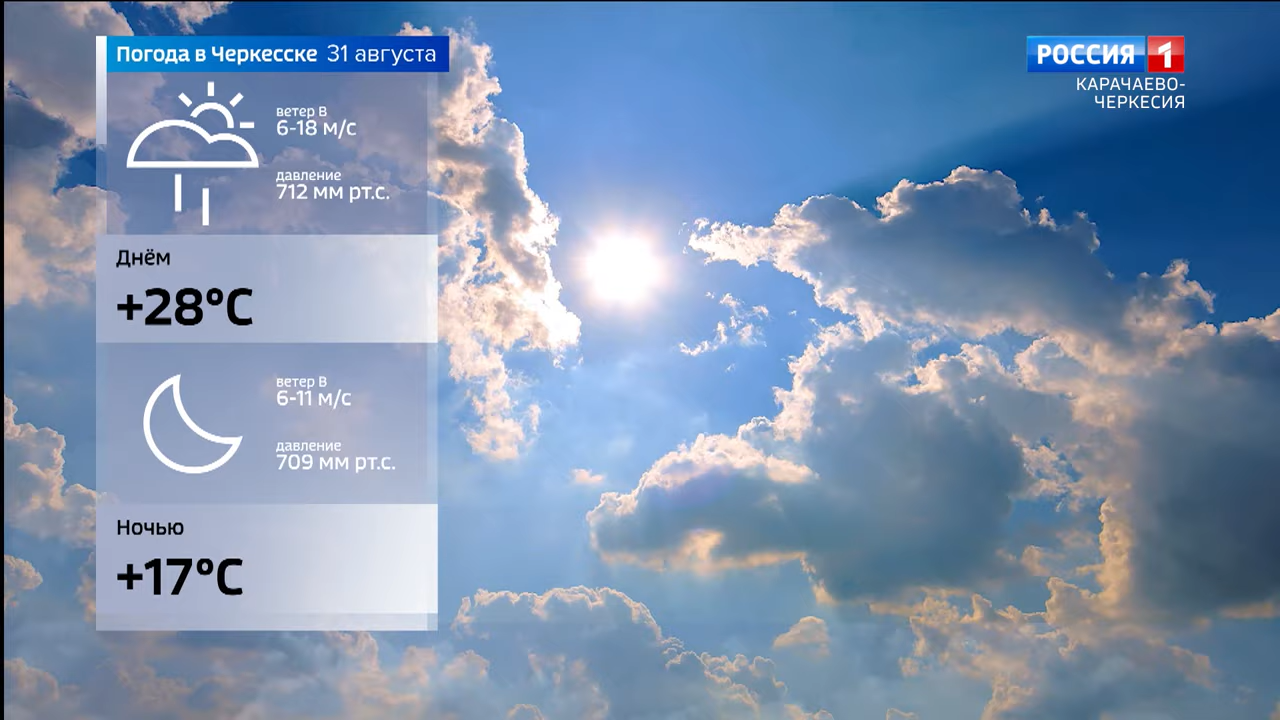 Погода в Черкесске 31 августа
ветер В
6-18 м/с
давление
712 мм рт.с.
Днём
+28°C
ветер В
6-11 м/с
давление
709 мм рт.с.
Ночью
+17°C
РОССИЯ 1
КАРАЧАЕВО-
ЧЕРКЕСИЯ